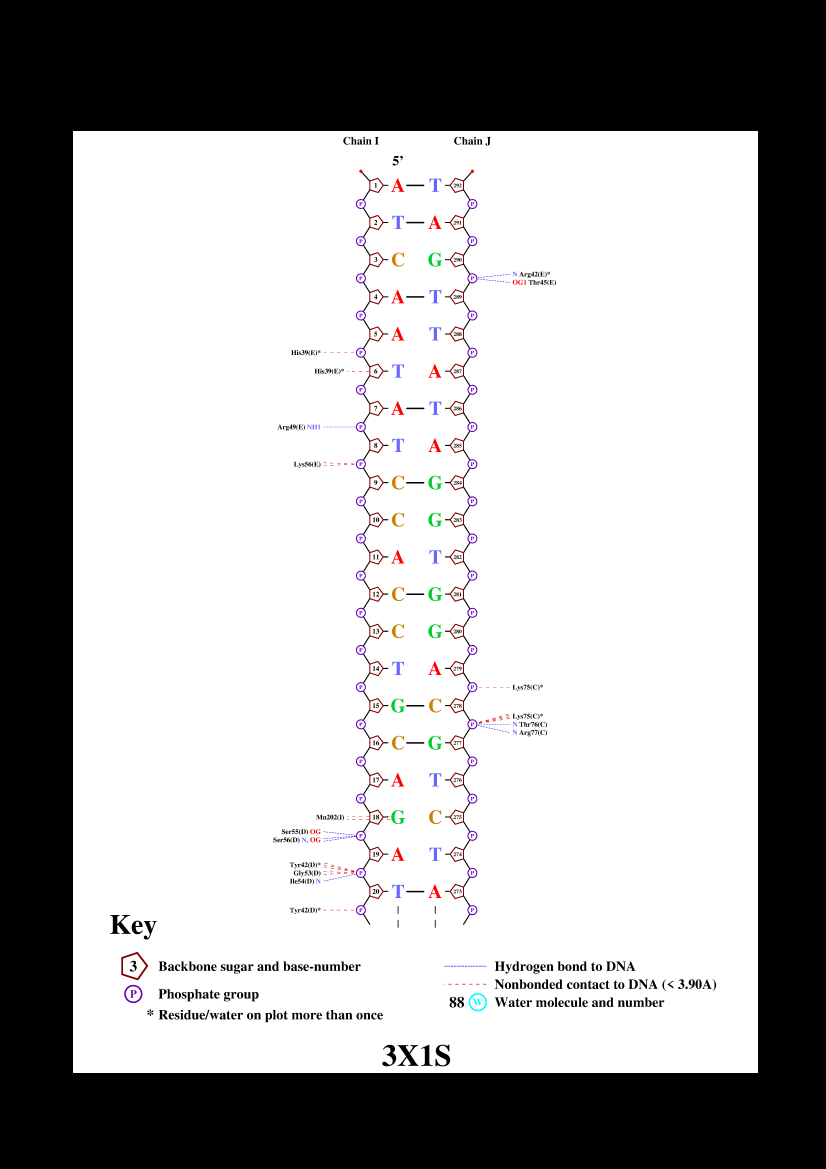 Chain I Chain J
5’
1 A T 292
P P
2 T A 291
P P
3 C G 290
N Arg42(E)*
P P
OG1 Thr45(E)
4 A T 289
P P
5 A T 288
His39(E)* P P
His39(E)* 6 T A 287
P P
7 A T 286
Arg49(E) NH1 P P
8 T A 285
Lys56(E) P P
9 C G 284
P P
10 C G 283
P P
11 A T 282
P P
12 C G 281
P P
13 C G 280
P P
14 T A 279
P P Lys75(C)*
15 G C 278
Lys75(C)*
P P N Thr76(C)
N Arg77(C)
16 C G 277
P P
17 A T 276
P P
Mn202(I) 18 G C 275
Ser55(D) OG
P P
Ser56(D) N, OG
19 A T 274
Tyr42(D)*
Gly53(D) P P
Ile54(D) N
20 T A 273
Tyr42(D)* P P
Key
3 Backbone sugar and base-number
P Phosphate group
* Residue/water on plot more than once
Hydrogen bond to DNA
Nonbonded contact to DNA (< 3.90A)
88 W Water molecule and number
3X1S